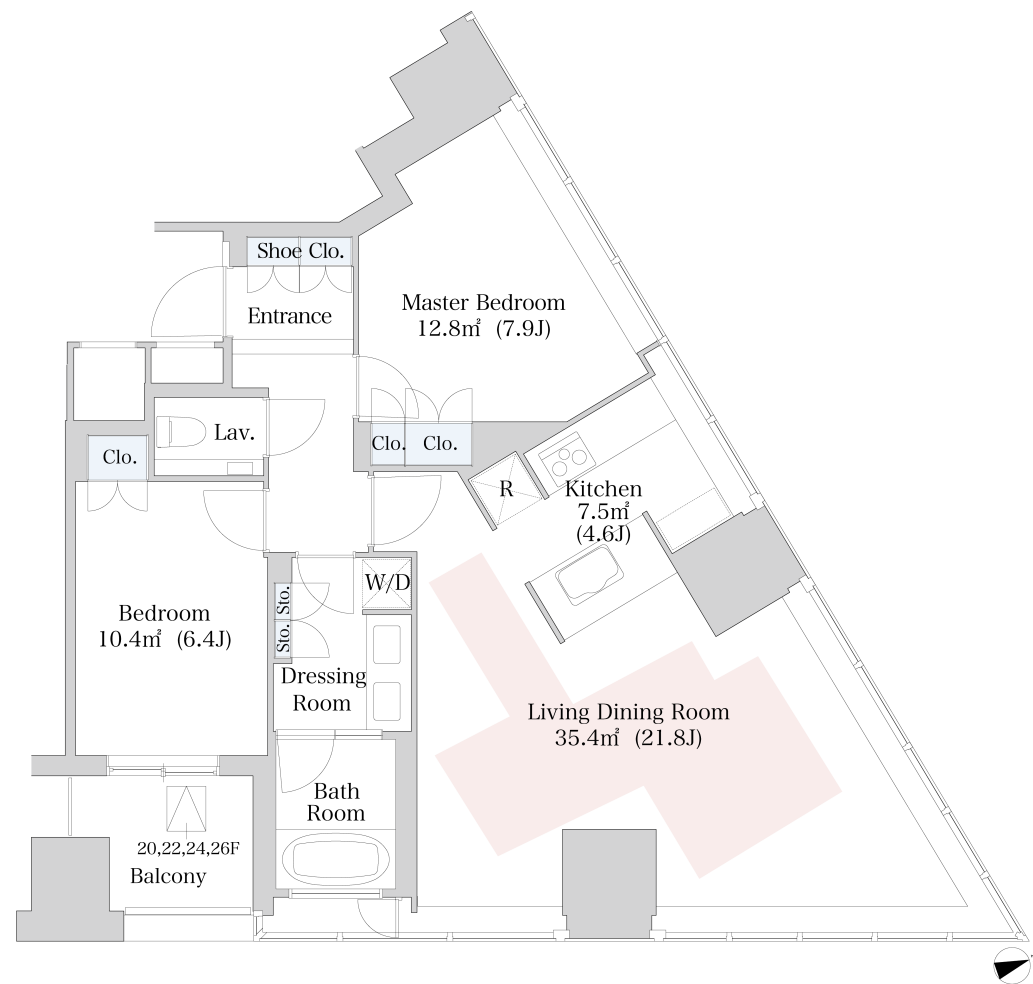 Shoe Clo.
Entrance
Master Bedroom
12.8㎡ (7.9J)
Lav.
Clo.
Clo.
Clo.
R
Kitchen
7.5㎡
(4.6J)
W/D
Sto.
Sto.
Bedroom
10.4㎡ (6.4J)
Dressing
Room
Living Dining Room
35.4㎡ (21.8J)
Bath
Room
20,22,24,26F
Balcony